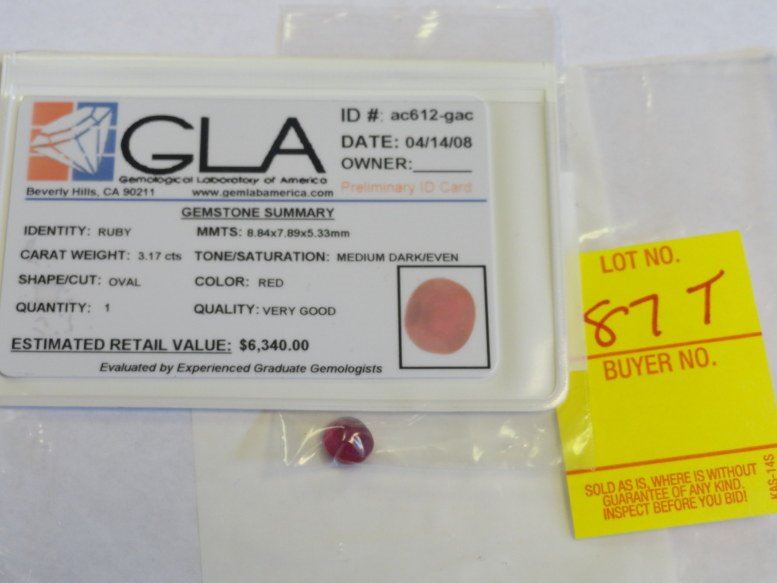 GLA
Gemological Laboratory of America
Beverly Hills, CA 90211 www.gemlabamerica.com
ID #: ac612-gac
DATE: 04/14/08
OWNER:______
Preliminary ID Card
GEMSTONE SUMMARY
IDENTITY: RUBY MMTS: 8.84x7.89x5.33mm
CARAT WEIGHT: 3.17 cts TONE/SATURATION: MEDIUM DARK/EVEN
SHAPE/CUT: OVAL COLOR: RED
QUANTITY: 1 QUALITY: VERY GOOD
ESTIMATED RETAIL VALUE: $6,340.00
Evaluated by Experienced Graduate Gemologists
LOT NO.
87 T
BUYER NO.
SOLD AS IS, WHERE IS WITHOUT
GUARANTEE OF ANY KIND.
INSPECT BEFORE YOU BID!
KAS-14S